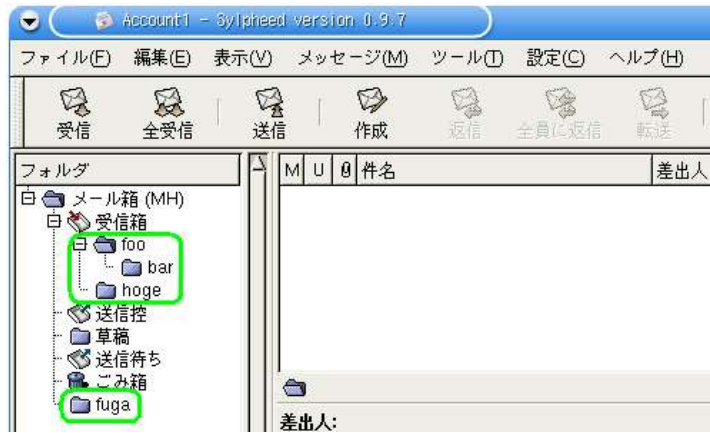 Account1 - Sylpheed version 0.9.7
ファイル(F) 編集(E) 表示(V) メッセージ(M) ツール(T) 設定(C) ヘルプ(H)
受信 全受信 送信 作成 返信 全員に返信 転送
フォルダ
M U 件名 差出人
メール箱 (MH)
受信箱
foo
bar
hoge
送信控
草稿
送信待ち
ごみ箱
fuga
差出人: